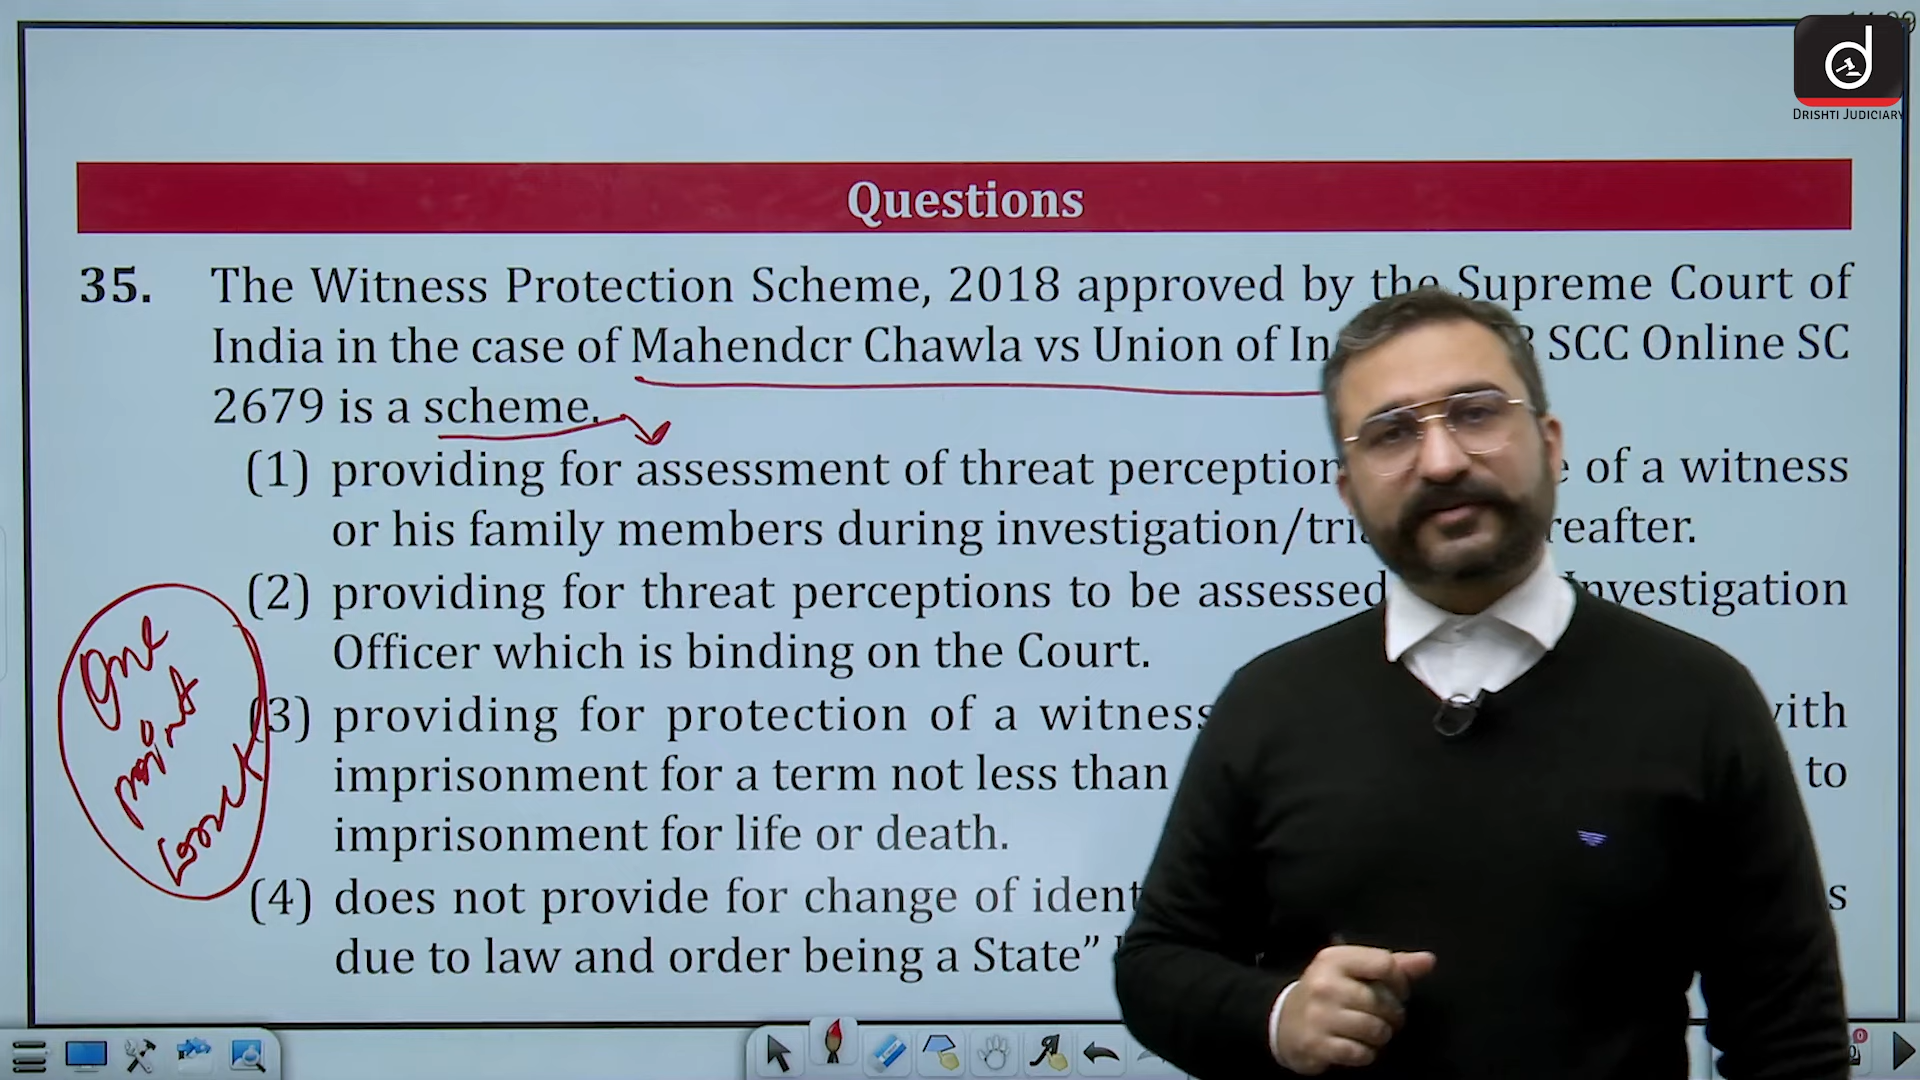 DRISHTI JUDICIARY
Questions
35. The Witness Protection Scheme, 2018 approved by the Supreme Court of
India in the case of Mahendcr Chawla vs Union of In SCC Online SC
2679 is a scheme.
(1) providing for assessment of threat perception of a witness
or his family members during investigation/tri reafter.
(2) providing for threat perceptions to be assessed Investigation
Officer which is binding on the Court.
(3) providing for protection of a witness with
imprisonment for a term not less than to
imprisonment for life or death.
(4) does not provide for change of ident s
due to law and order being a State"
One
point